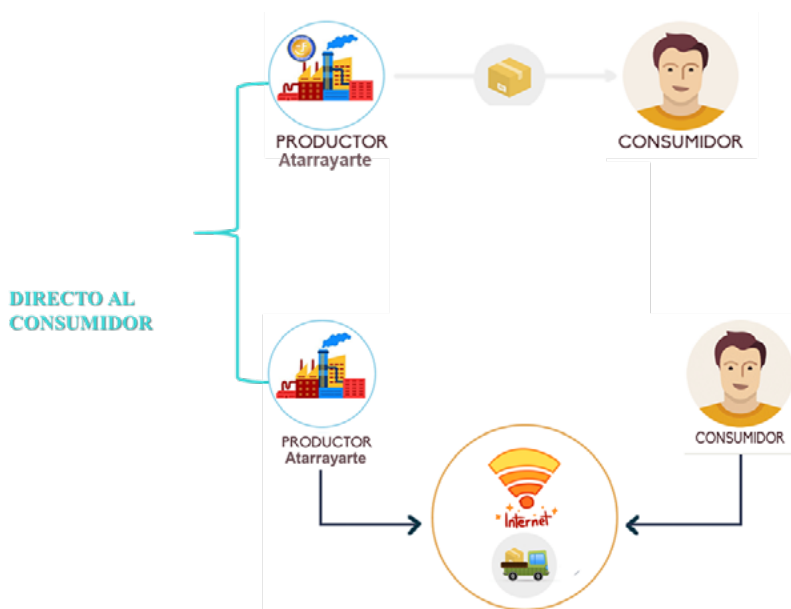 PRODUCTOR
Atarrayarte
CONSUMIDOR
DIRECTO AL
CONSUMIDOR
PRODUCTOR
Atarrayarte
CONSUMIDOR
Internet